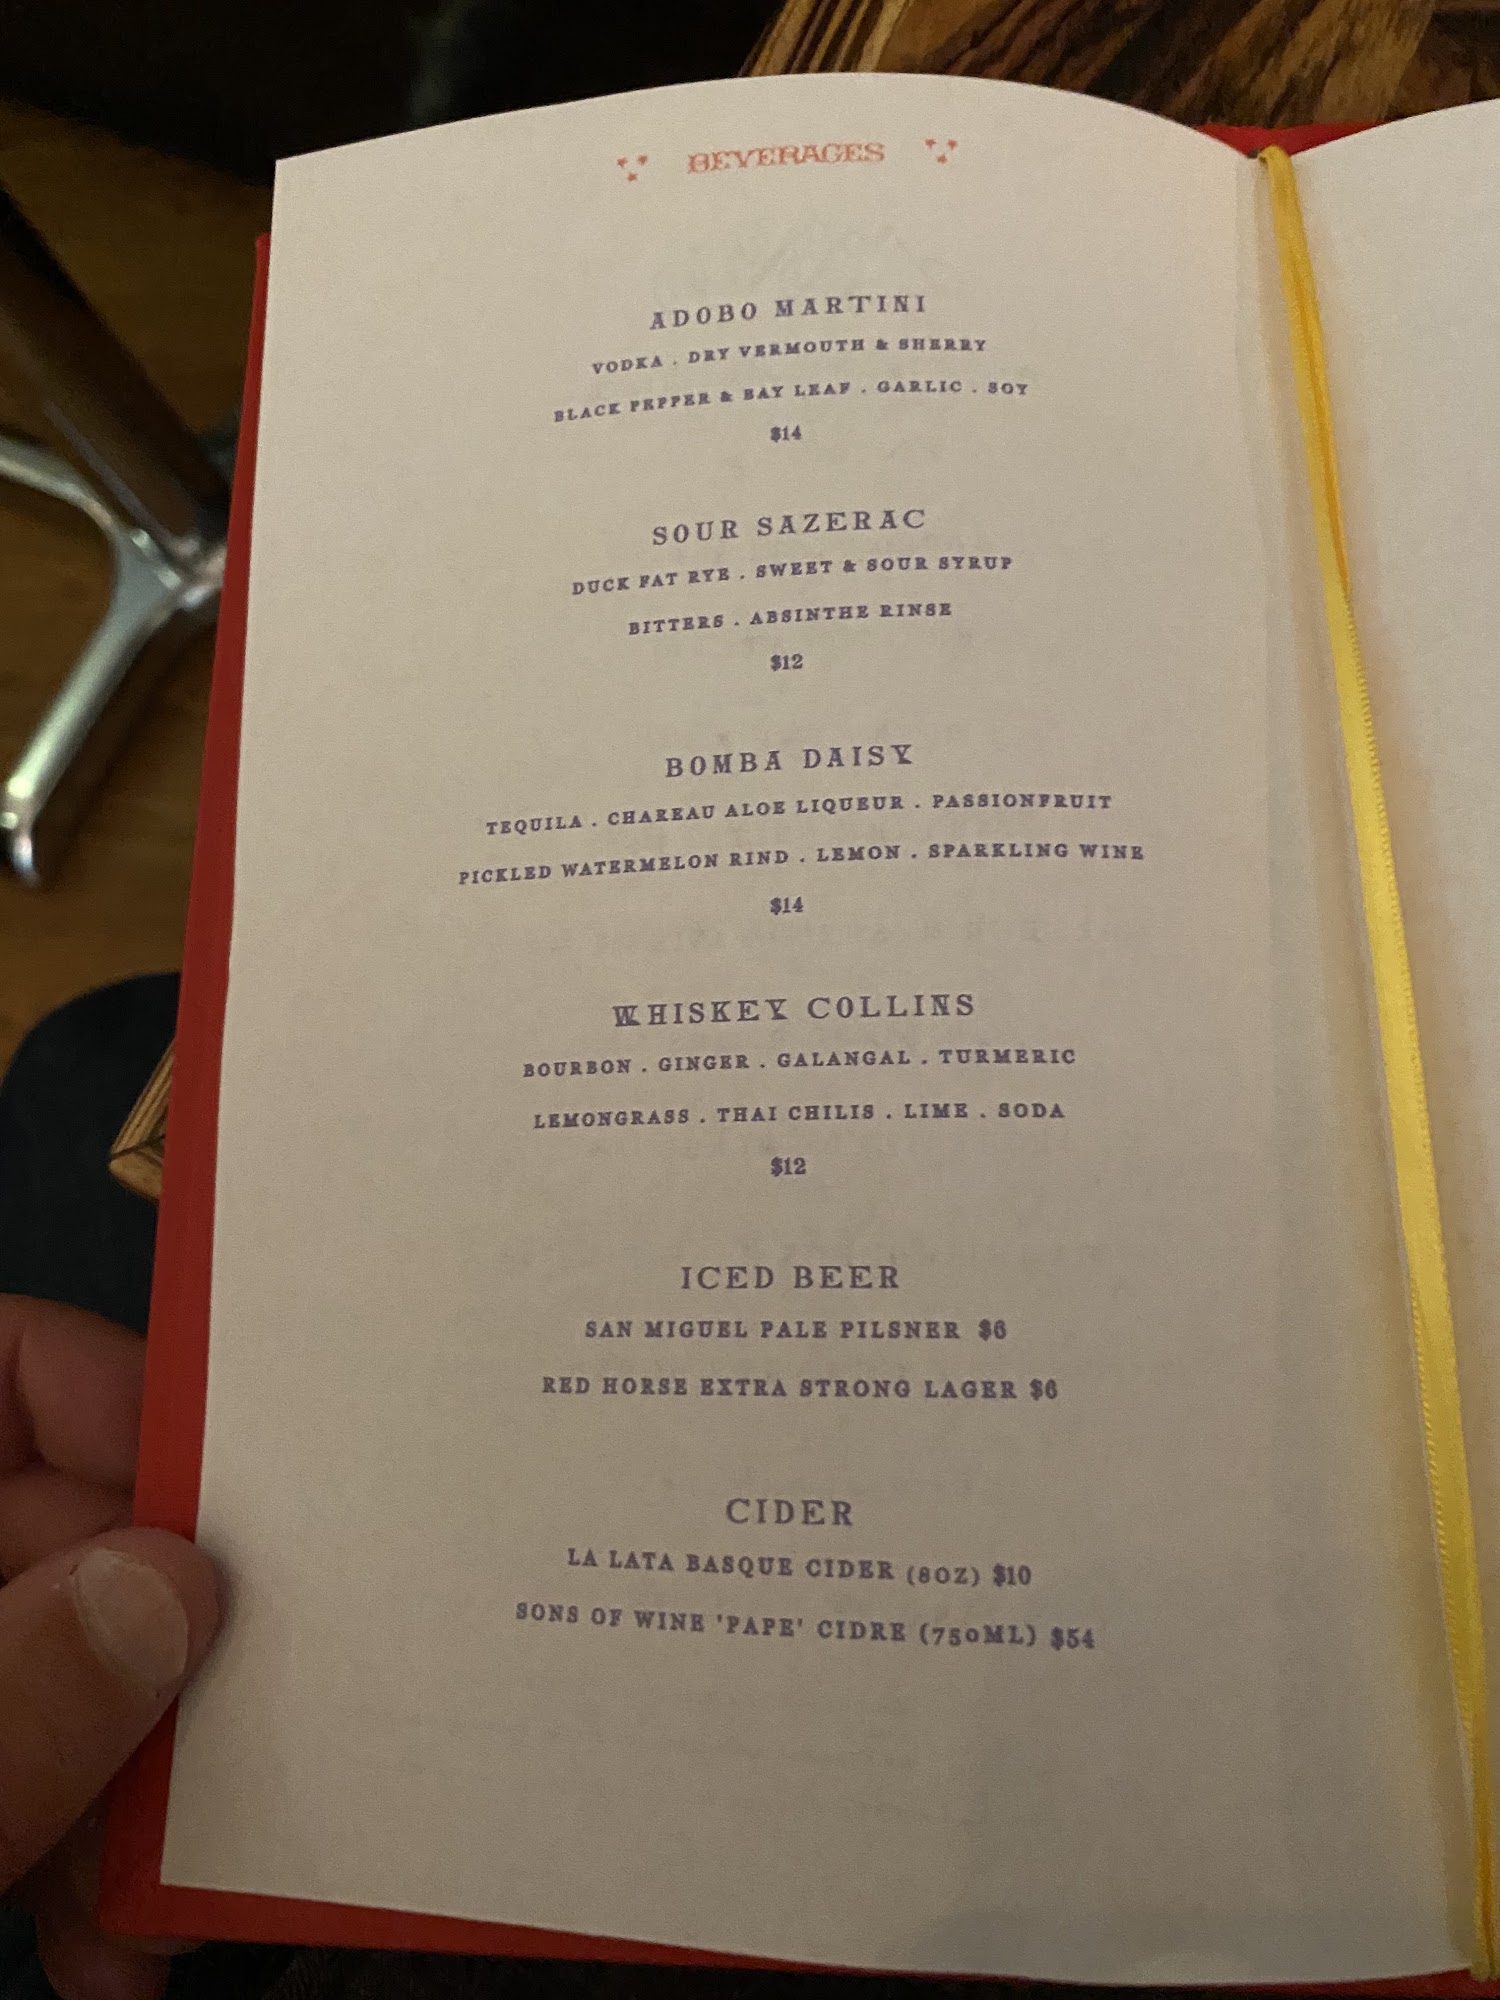 BEVERAGES
ADOBO MARTINI
VODKA . DRY VERMOUTH & SHERRY
BLACK PEPPER & BAY LEAF . GARLIC . SOY
$14
SOUR SAZERAC
DUCK FAT RYE . SWEET & SOUR SYRUP
BITTERS . ABSINTHE RINSE
$12
BOMBA DAISY
TEQUILA . CHAREAU ALOE LIQUEUR . PASSIONFRUIT
PICKLED WATERMELON RIND . LEMON . SPARKLING WINE
$14
WHISKEY COLLINS
BOURBON . GINGER . GALANGAL . TURMERIC
LEMONGRASS . THAI CHILIS . LIME . SODA
$12
ICED BEER
SAN MIGUEL PALE PILSNER $6
RED HORSE EXTRA STRONG LAGER $6
CIDER
LA LATA BASQUE CIDER (8OZ) $10
SONS OF WINE 'PAPE' CIDRE (750ML) $54